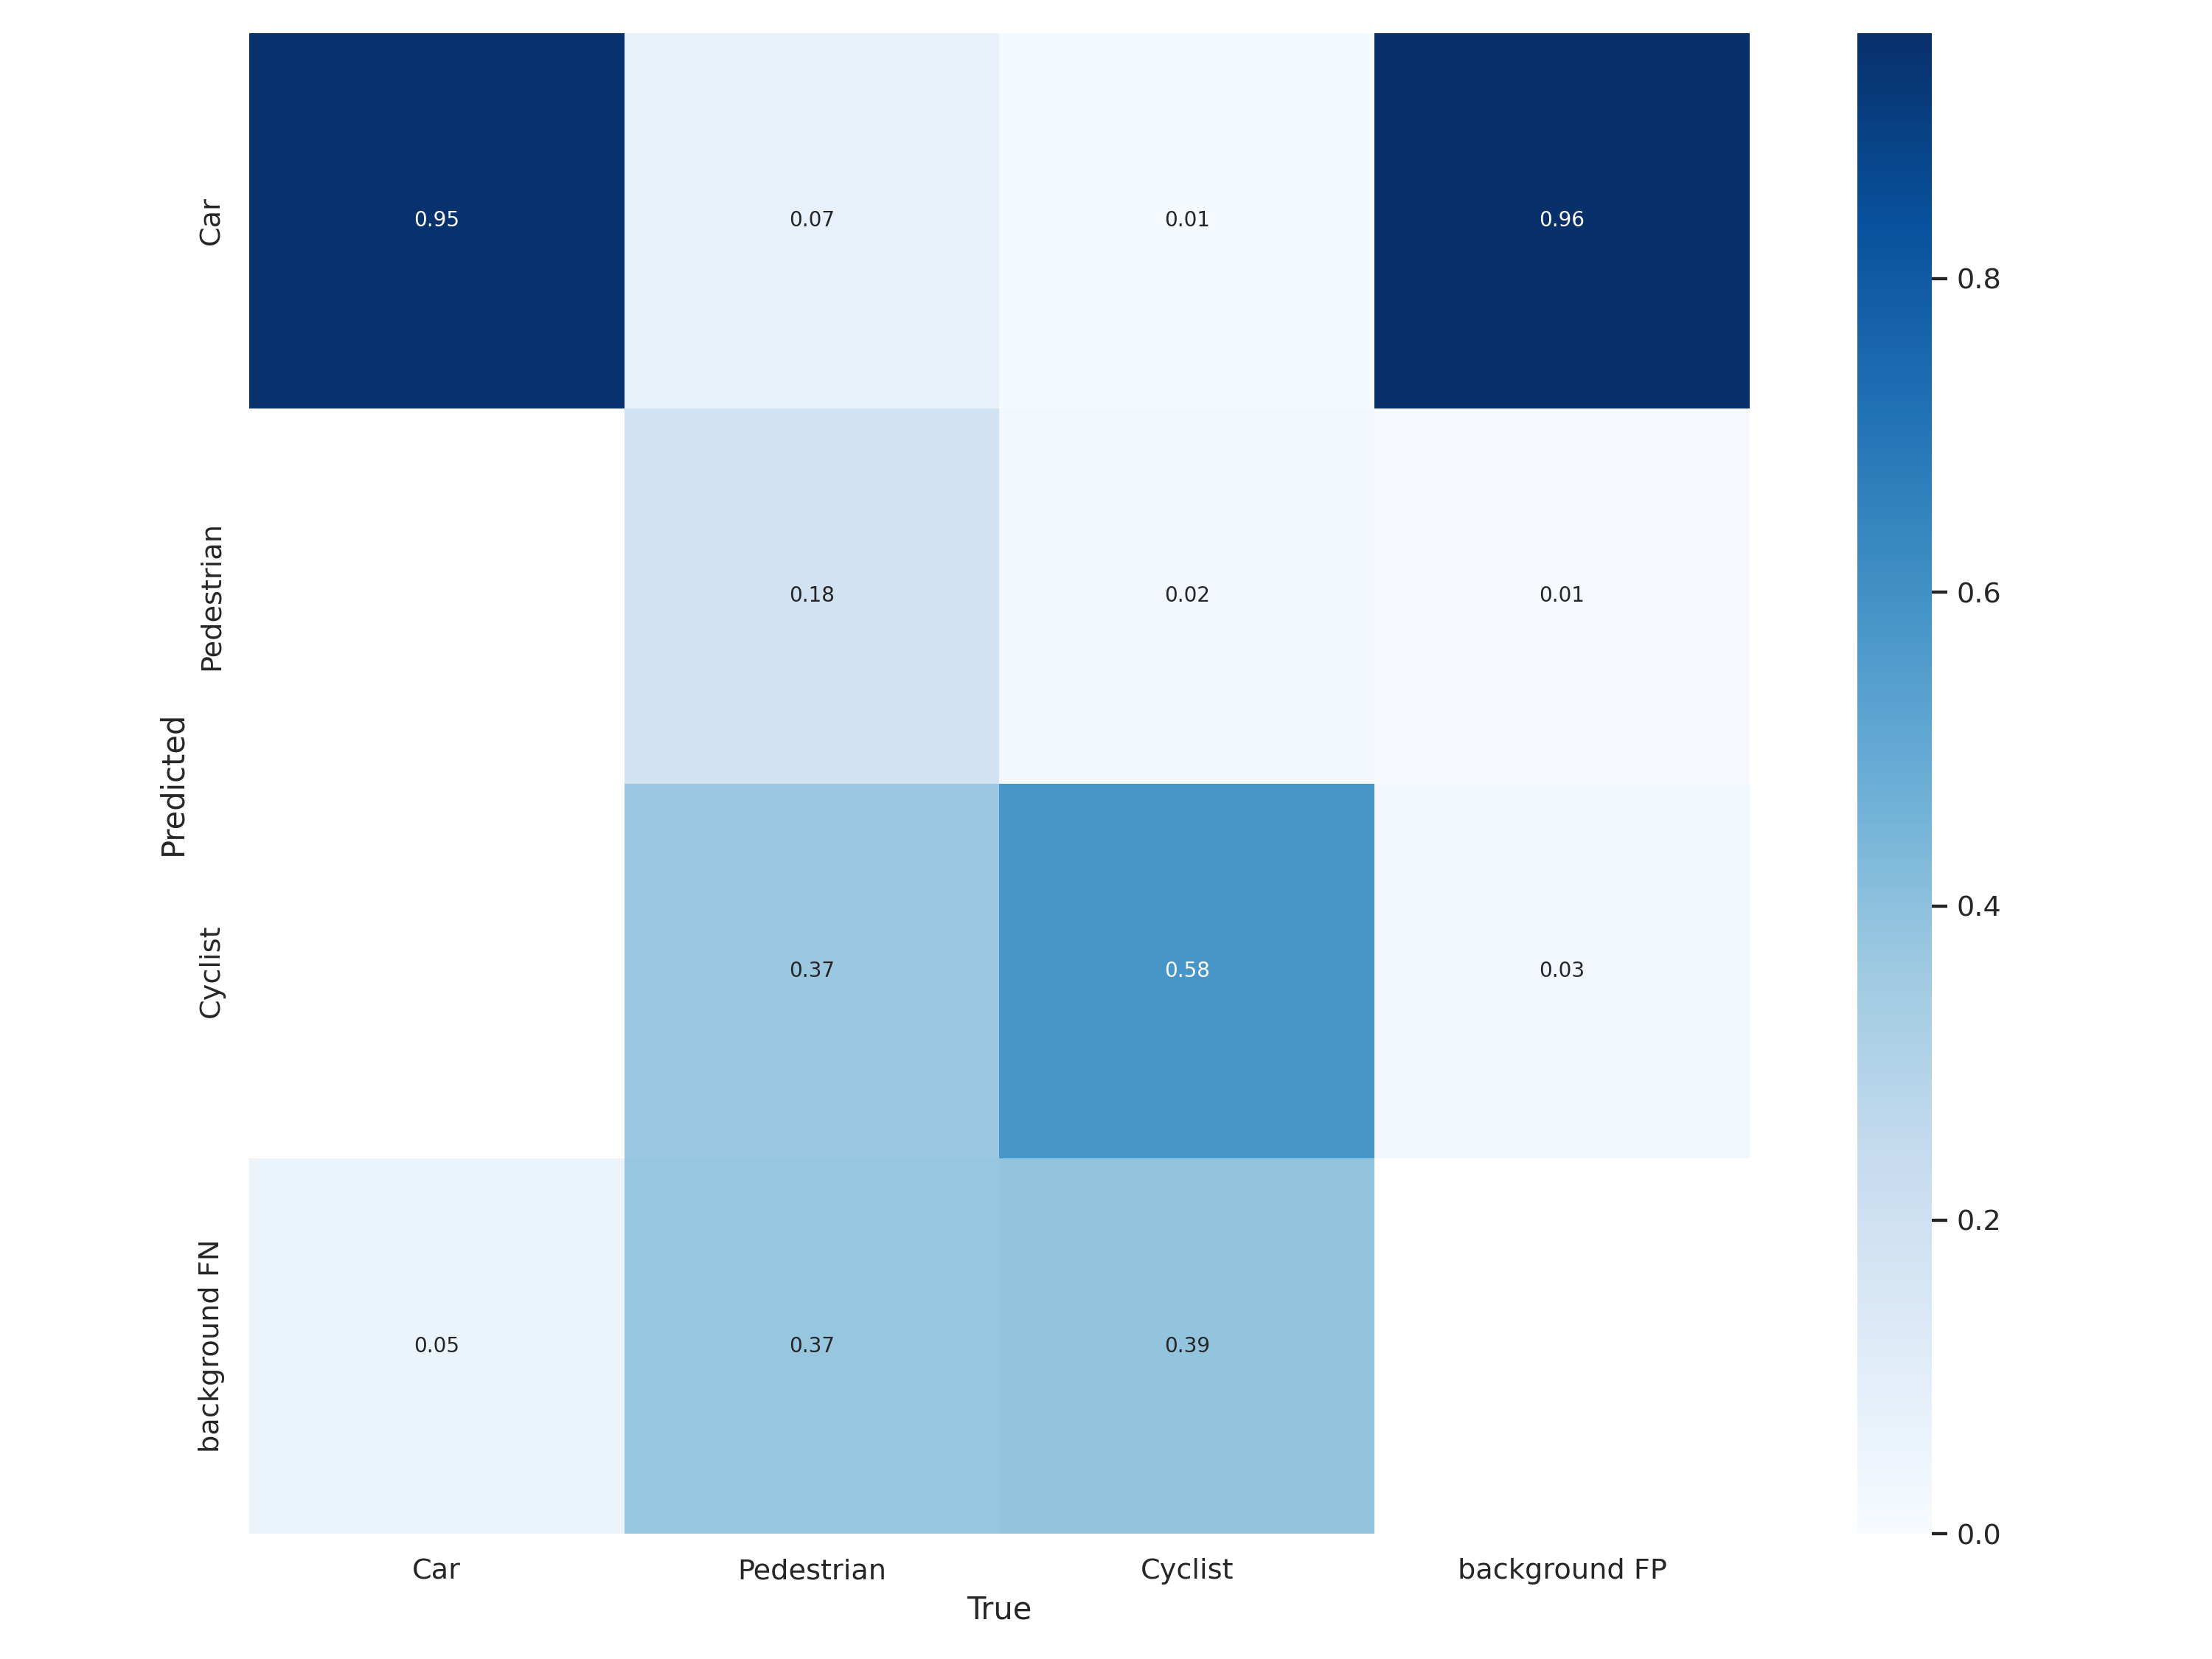 Predicted
Car
0.95 0.07 0.01 0.96
Pedestrian
0.18 0.02 0.01
Cyclist
0.37 0.58 0.03
background FN
0.05 0.37 0.39
Car Pedestrian Cyclist background FP
True
0.8
0.6
0.4
0.2
0.0